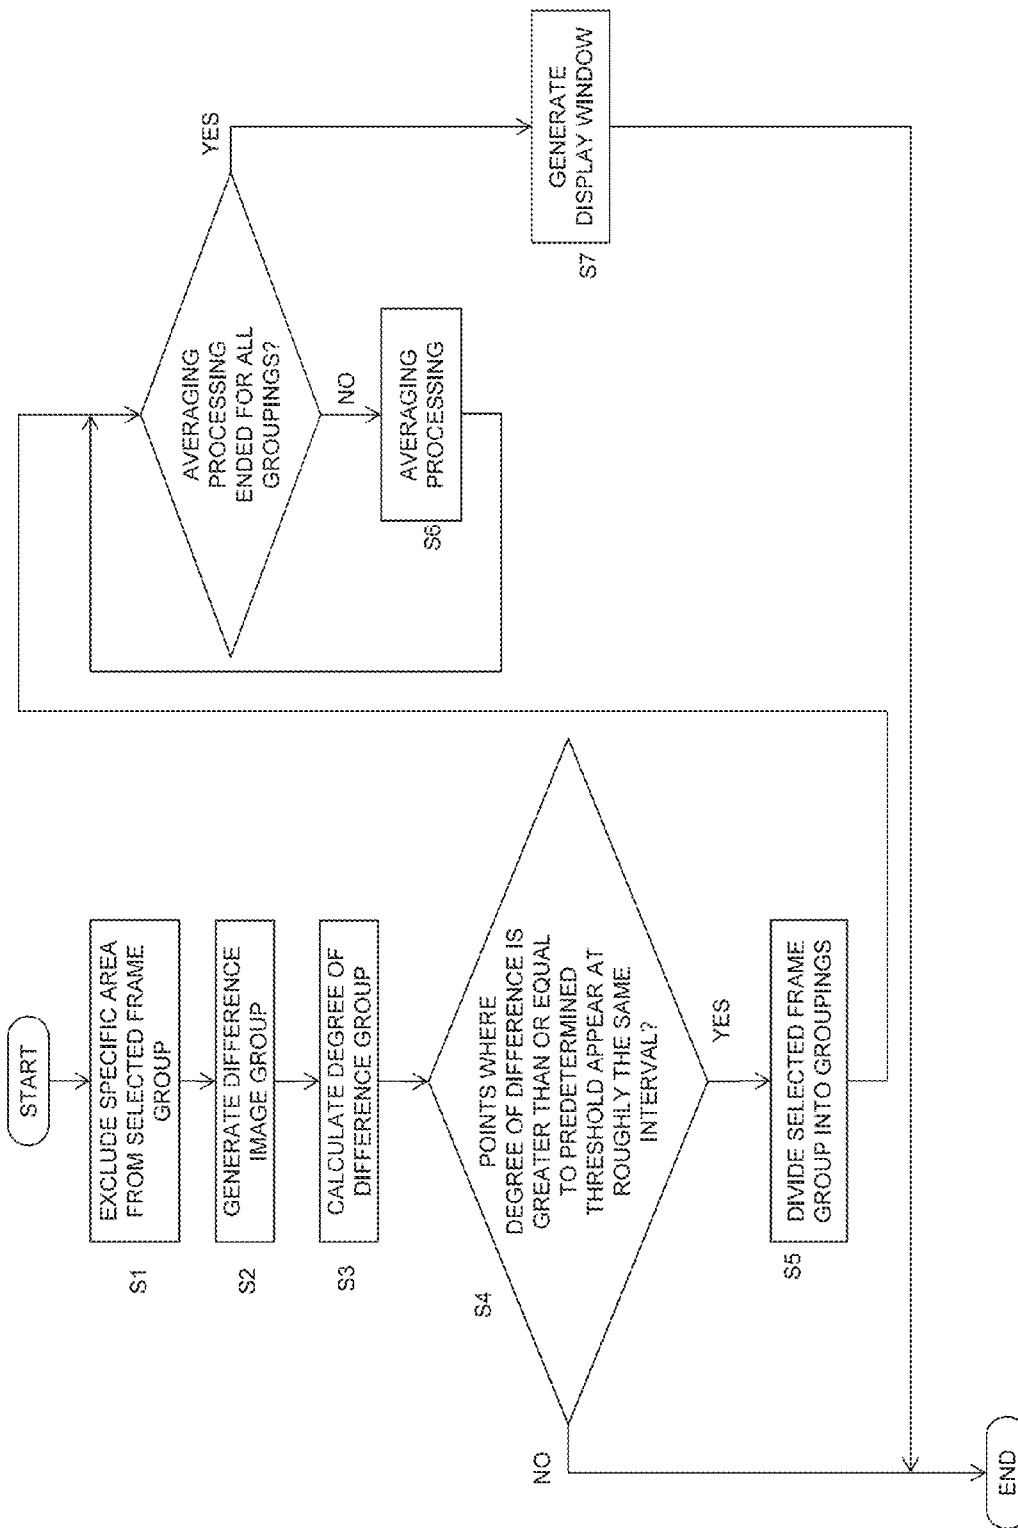 START
S1
EXCLUDE SPECIFIC AREA
FROM SELECTED FRAME
GROUP
S2
GENERATE DIFFERENCE
IMAGE GROUP
S3
CALCULATE DEGREE OF
DIFFERENCE GROUP
S4
POINTS WHERE
DEGREE OF DIFFERENCE IS
GREATER THAN OR EQUAL
TO PREDETERMINED
THRESHOLD APPEAR AT
ROUGHLY THE SAME
INTERVAL?
NO
YES
S5
DIVIDE SELECTED FRAME
GROUP INTO GROUPINGS
AVERAGING
PROCESSING
ENDED FOR ALL
GROUPINGS?
YES
NO
S6
AVERAGING
PROCESSING
S7
GENERATE
DISPLAY WINDOW
END